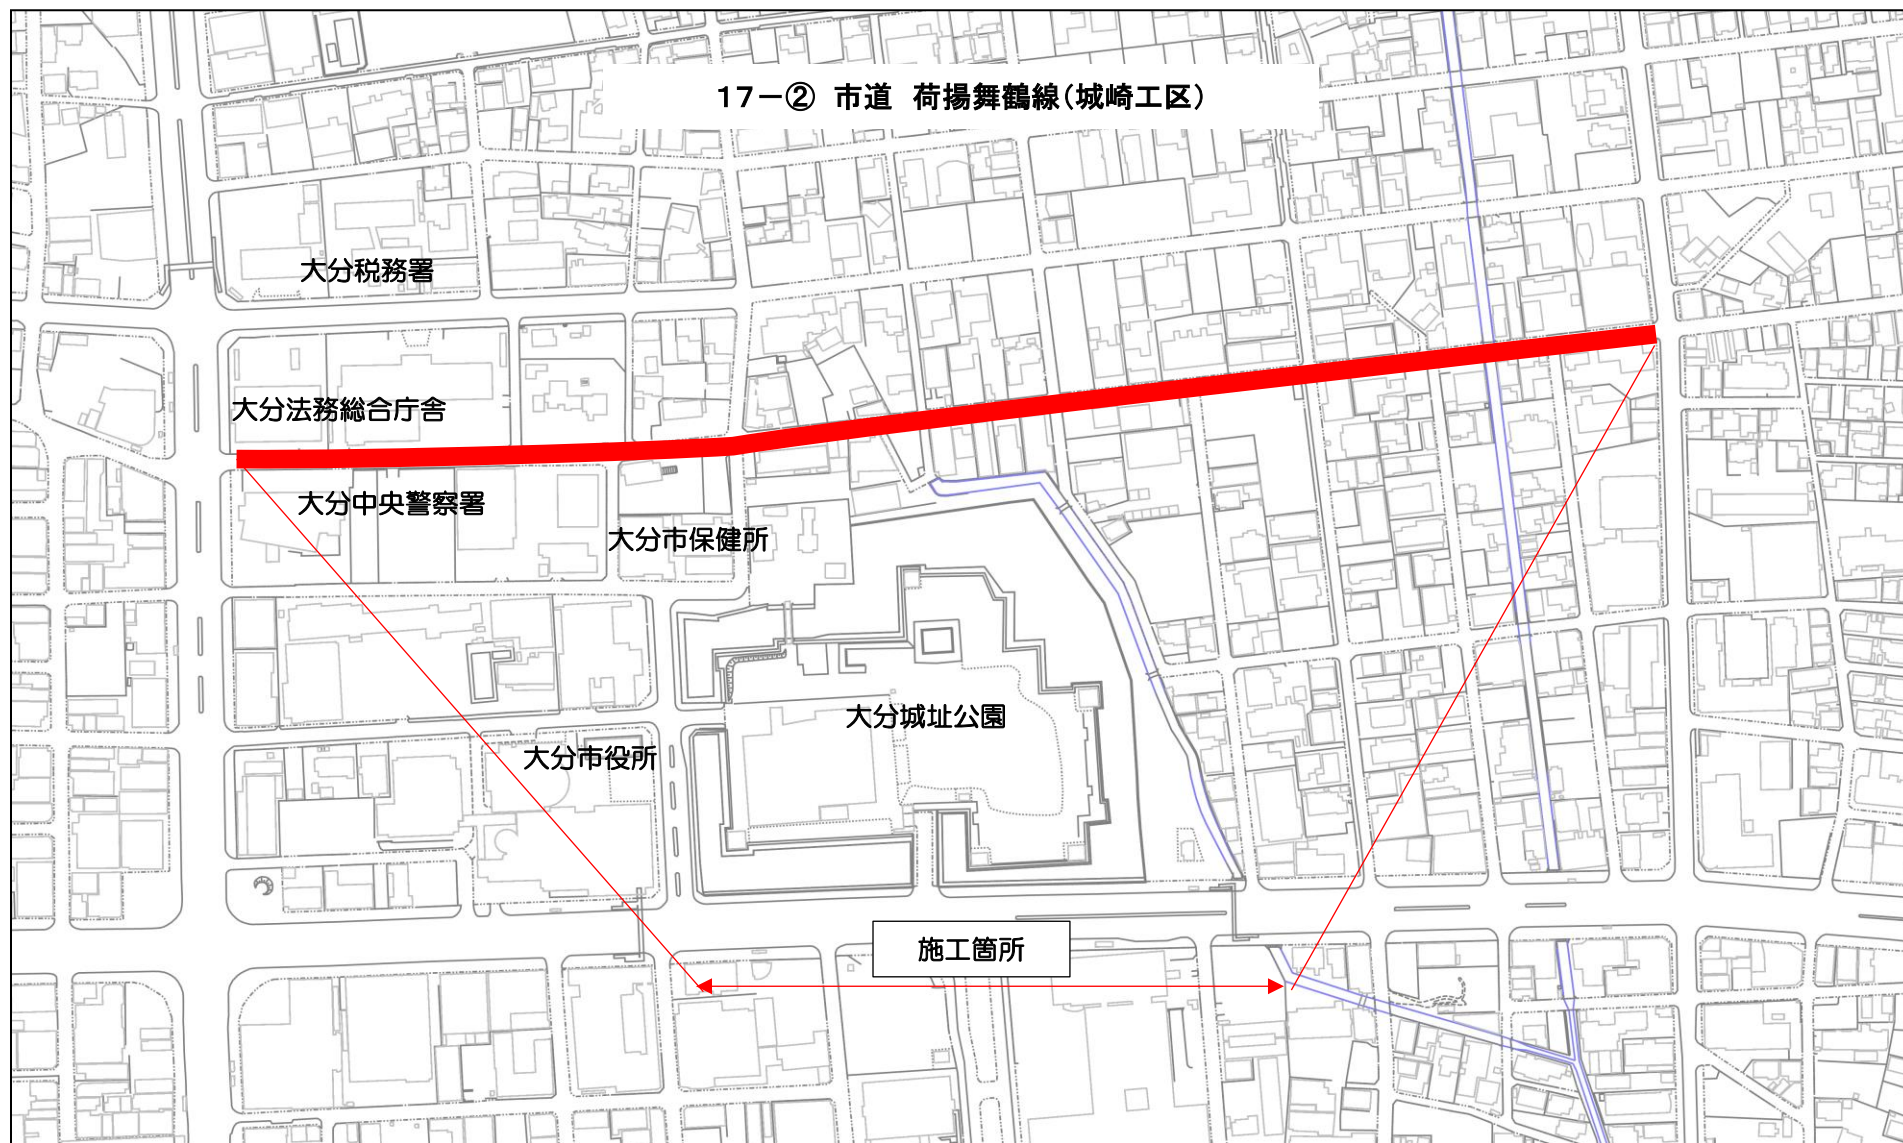 17－② 市道 荷揚舞鶴線（城崎工区）
大分税務署
大分法務総合庁舎
大分中央警察署
大分市保健所
大分城址公園
大分市役所
施工箇所